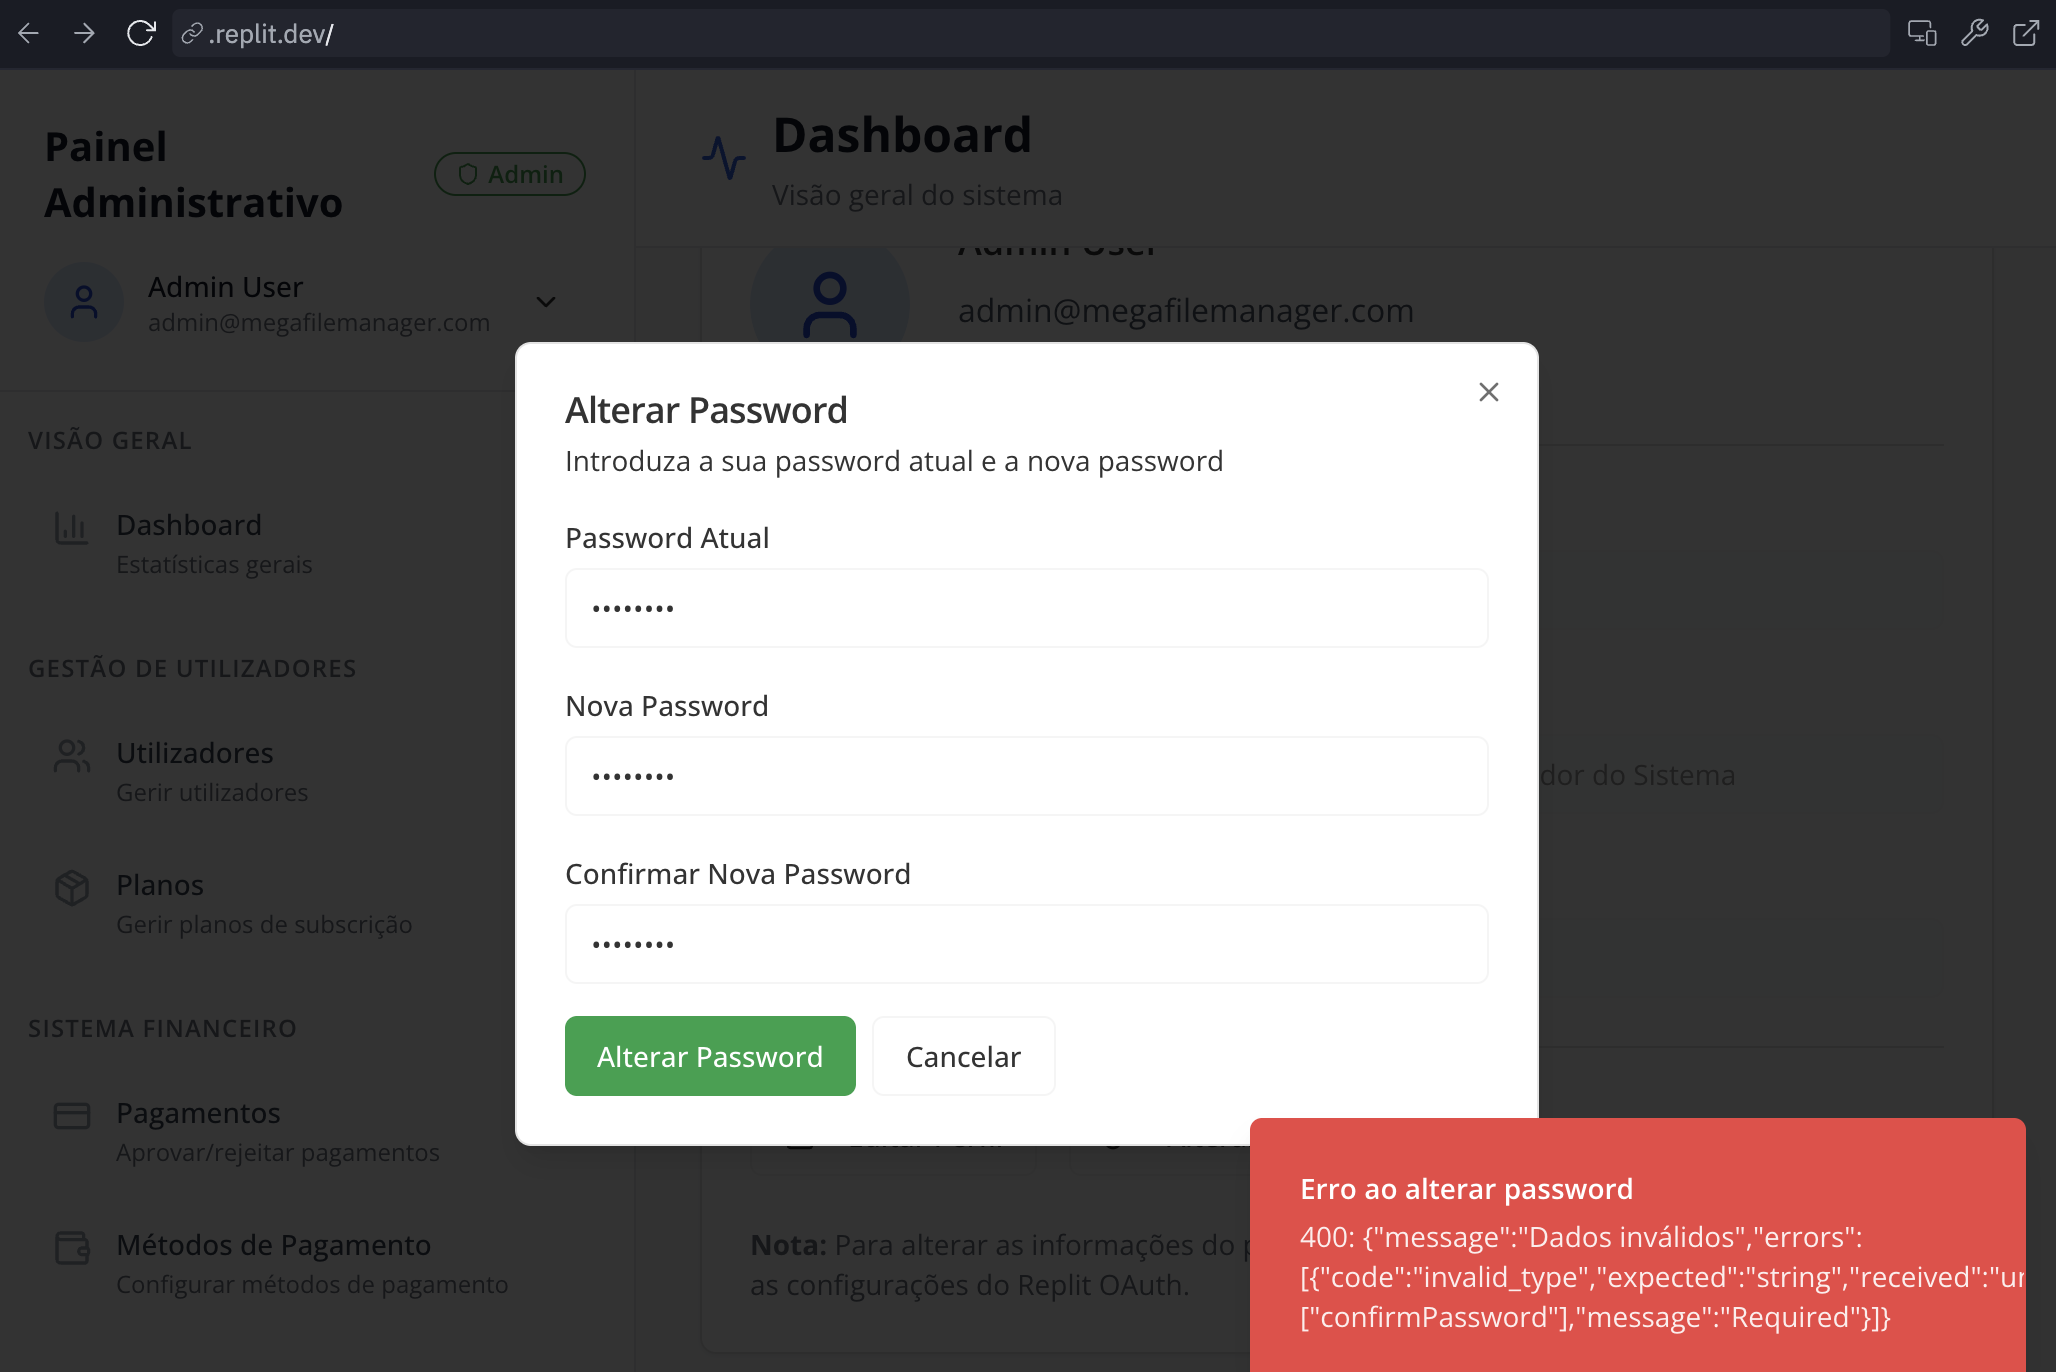 .replit.dev/
Painel
Administrativo
Admin
Admin User
admin@megafilemanager.com
VISÃO GERAL
Dashboard
Estatísticas gerais
GESTÃO DE UTILIZADORES
Utilizadores
Gerir utilizadores
Planos
Gerir planos de subscrição
SISTEMA FINANCEIRO
Pagamentos
Aprovar/rejeitar pagamentos
Métodos de Pagamento
Configurar métodos de pagamento
Dashboard
Visão geral do sistema
Admin User
admin@megafilemanager.com
dor do Sistema
Alterar Password
Introduza a sua password atual e a nova password
Password Atual
••••••••
Nova Password
••••••••
Confirmar Nova Password
••••••••
Alterar Password
Cancelar
Nota: Para alterar as informações do
as configurações do Replit OAuth.
Erro ao alterar password
400: {"message":"Dados inválidos","errors":
[{"code":"invalid_type","expected":"string","received":"un
["confirmPassword"],"message":"Required"}]}